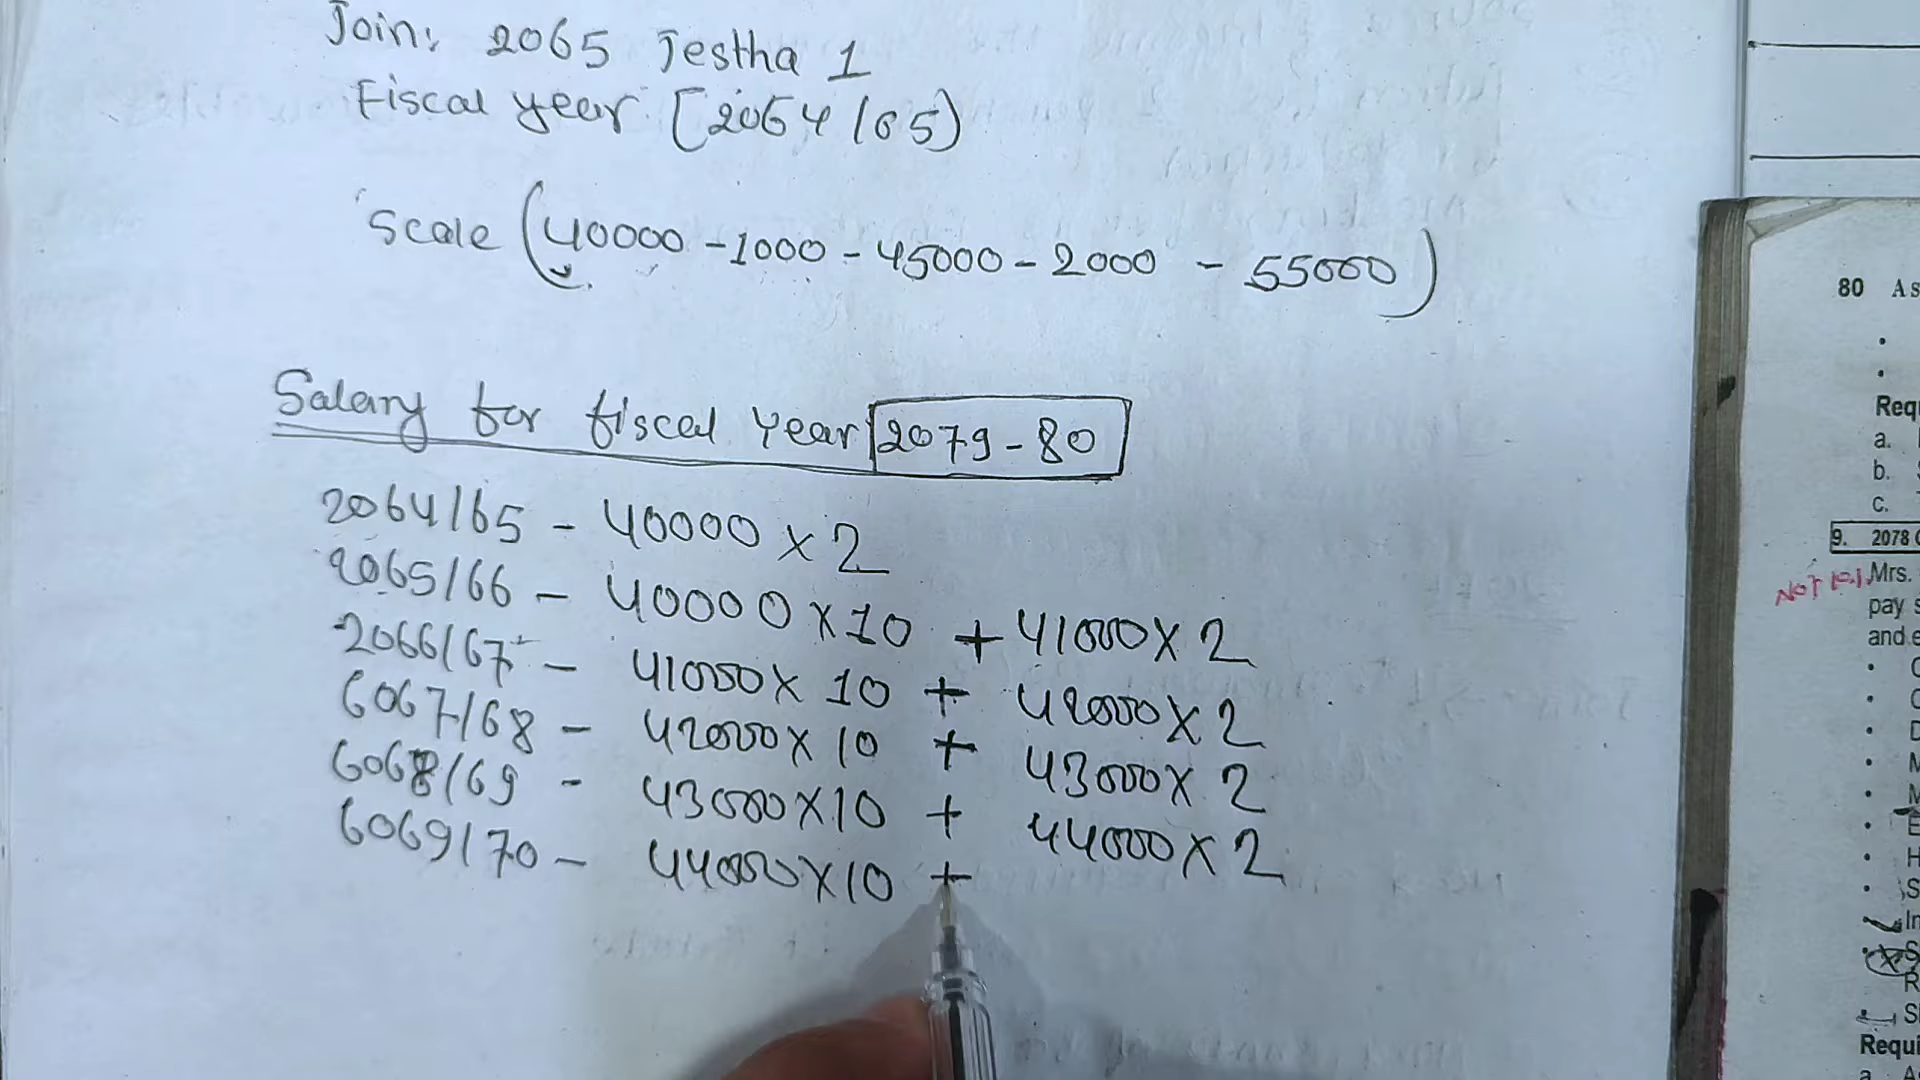 Join: 2065 Jestha 1
Fiscal year [2064/65)
Scale (40000 - 1000 - 45000 - 2000 - 55000)
Salary for fiscal Year 2079-80
2064/65 - 40000 x 2
2065/66 - 40000 x 10 + 41000 x 2
2066/67 - 41000 x 10 + 42000 x 2
6067/68 - 42000 x 10 + 43000 x 2
6068/69 - 43000 x 10 + 44000 x 2
6069/70 - 44000 x 10 +
80 As
Requ
a.
b.
c.
9. 2078
Mrs.
pay s
and e
Requi
a